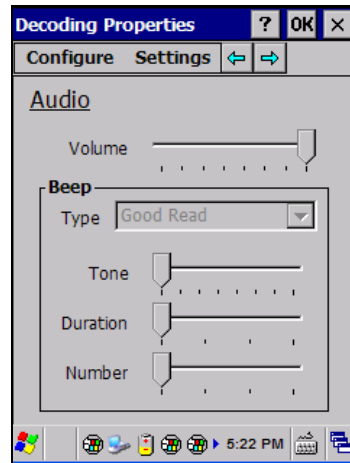 Decoding Properties ? OK ×
Configure Settings
Audio
Volume
Beep
Type Good Read
Tone
Duration
Number
5:22 PM